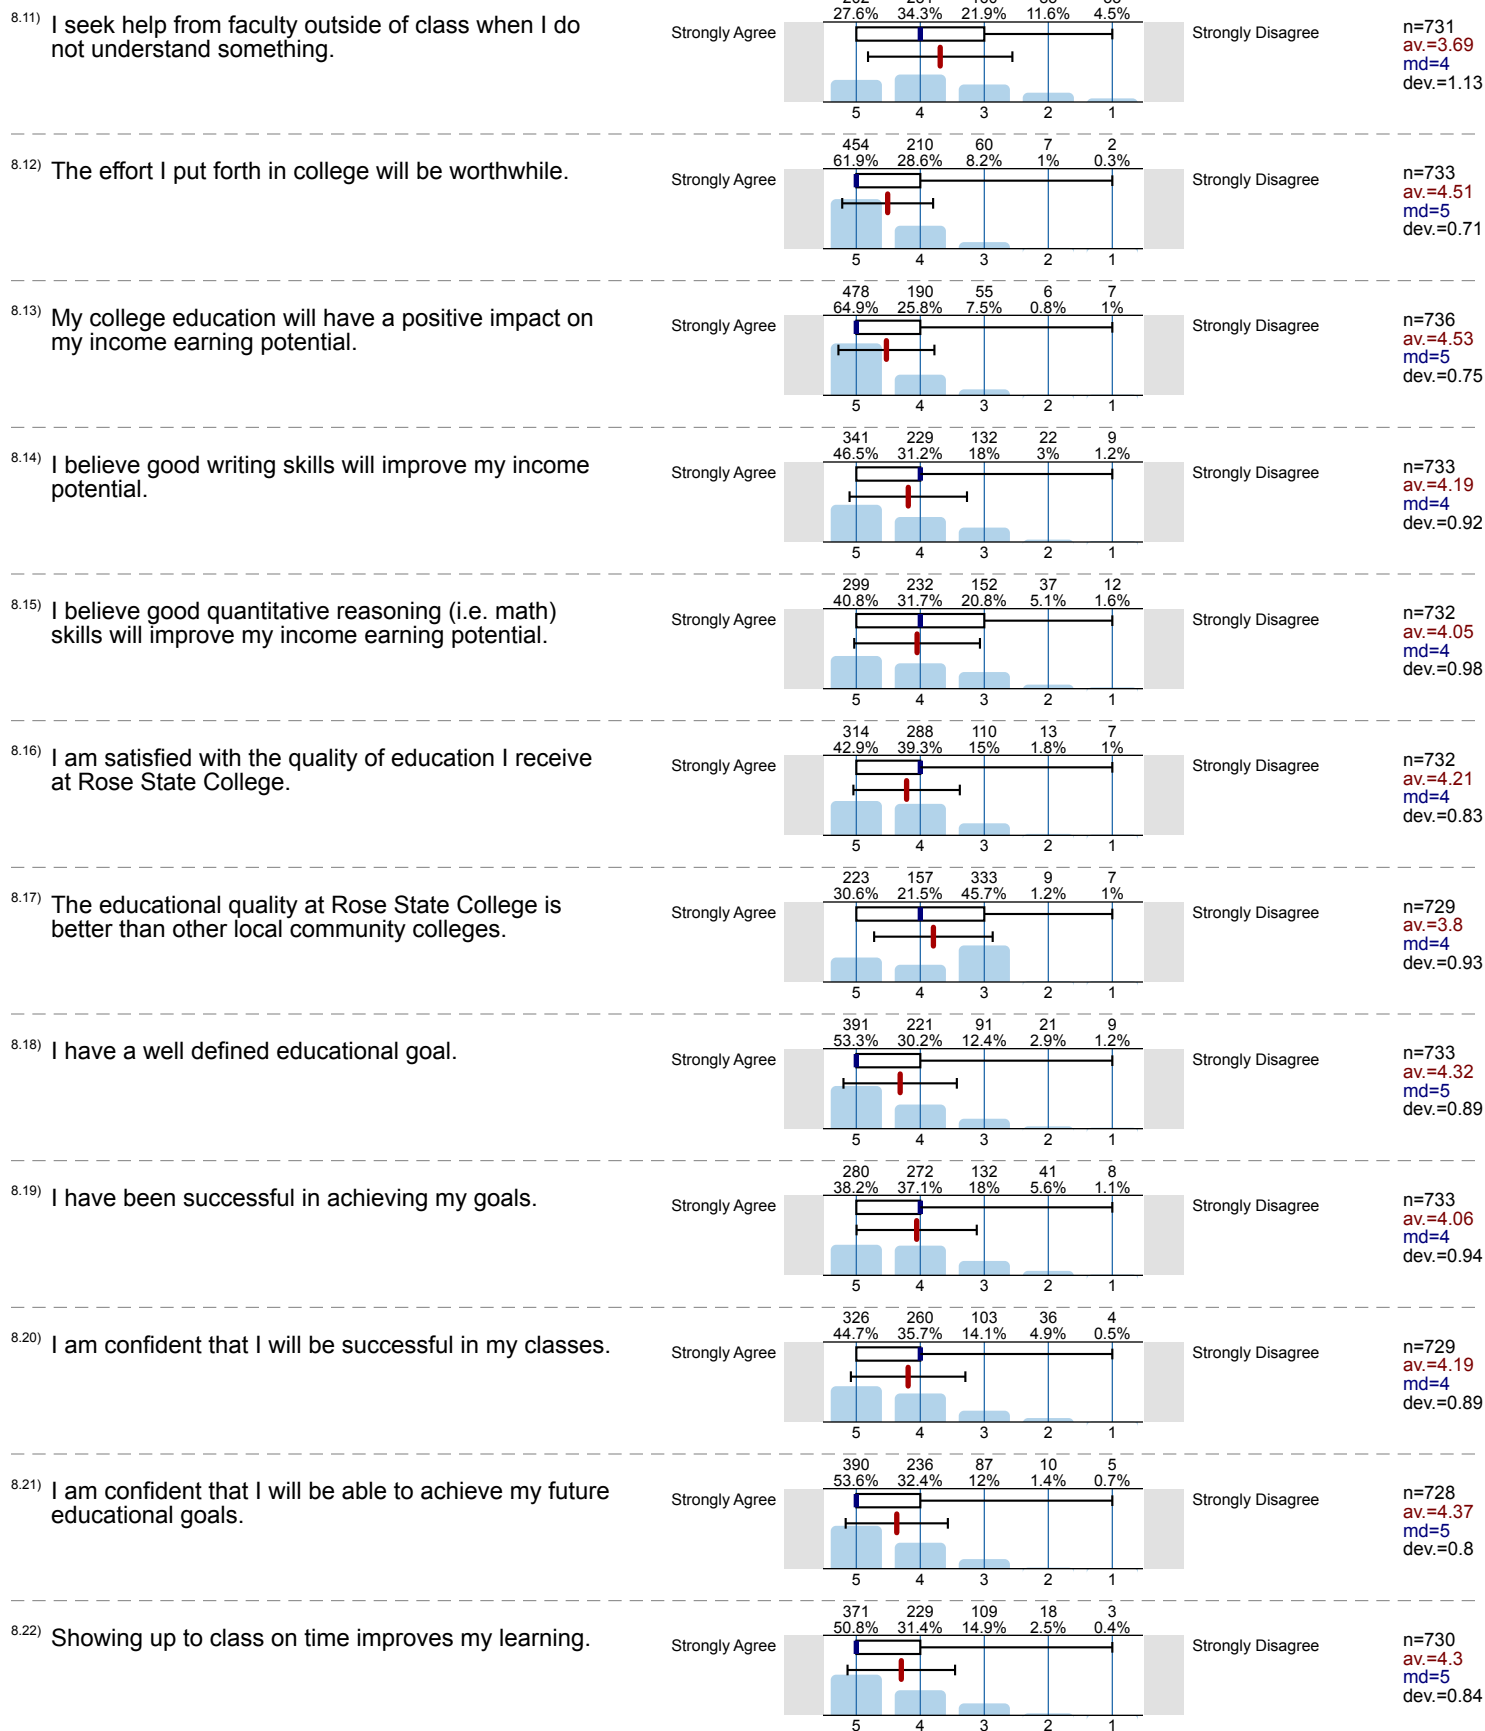 8.11) I seek help from faculty outside of class when I do
not understand something.
Strongly Agree
27.6% 34.3% 21.9% 11.6% 4.5%
5 4 3 2 1
Strongly Disagree
n=731
av.=3.69
md=4
dev.=1.13
8.12) The effort I put forth in college will be worthwhile.
Strongly Agree
454 210 60 7 2
61.9% 28.6% 8.2% 1% 0.3%
5 4 3 2 1
Strongly Disagree
n=733
av.=4.51
md=5
dev.=0.71
8.13) My college education will have a positive impact on
my income earning potential.
Strongly Agree
478 190 55 6 7
64.9% 25.8% 7.5% 0.8% 1%
5 4 3 2 1
Strongly Disagree
n=736
av.=4.53
md=5
dev.=0.75
8.14) I believe good writing skills will improve my income
potential.
Strongly Agree
341 229 132 22 9
46.5% 31.2% 18% 3% 1.2%
5 4 3 2 1
Strongly Disagree
n=733
av.=4.19
md=4
dev.=0.92
8.15) I believe good quantitative reasoning (i.e. math)
skills will improve my income earning potential.
Strongly Agree
299 232 152 37 12
40.8% 31.7% 20.8% 5.1% 1.6%
5 4 3 2 1
Strongly Disagree
n=732
av.=4.05
md=4
dev.=0.98
8.16) I am satisfied with the quality of education I receive
at Rose State College.
Strongly Agree
314 288 110 13 7
42.9% 39.3% 15% 1.8% 1%
5 4 3 2 1
Strongly Disagree
n=732
av.=4.21
md=4
dev.=0.83
8.17) The educational quality at Rose State College is
better than other local community colleges.
Strongly Agree
223 157 333 9 7
30.6% 21.5% 45.7% 1.2% 1%
5 4 3 2 1
Strongly Disagree
n=729
av.=3.8
md=4
dev.=0.93
8.18) I have a well defined educational goal.
Strongly Agree
391 221 91 21 9
53.3% 30.2% 12.4% 2.9% 1.2%
5 4 3 2 1
Strongly Disagree
n=733
av.=4.32
md=5
dev.=0.89
8.19) I have been successful in achieving my goals.
Strongly Agree
280 272 132 41 8
38.2% 37.1% 18% 5.6% 1.1%
5 4 3 2 1
Strongly Disagree
n=733
av.=4.06
md=4
dev.=0.94
8.20) I am confident that I will be successful in my classes.
Strongly Agree
326 260 103 36 4
44.7% 35.7% 14.1% 4.9% 0.5%
5 4 3 2 1
Strongly Disagree
n=729
av.=4.19
md=4
dev.=0.89
8.21) I am confident that I will be able to achieve my future
educational goals.
Strongly Agree
390 236 87 10 5
53.6% 32.4% 12% 1.4% 0.7%
5 4 3 2 1
Strongly Disagree
n=728
av.=4.37
md=5
dev.=0.8
8.22) Showing up to class on time improves my learning.
Strongly Agree
371 229 109 18 3
50.8% 31.4% 14.9% 2.5% 0.4%
5 4 3 2 1
Strongly Disagree
n=730
av.=4.3
md=5
dev.=0.84